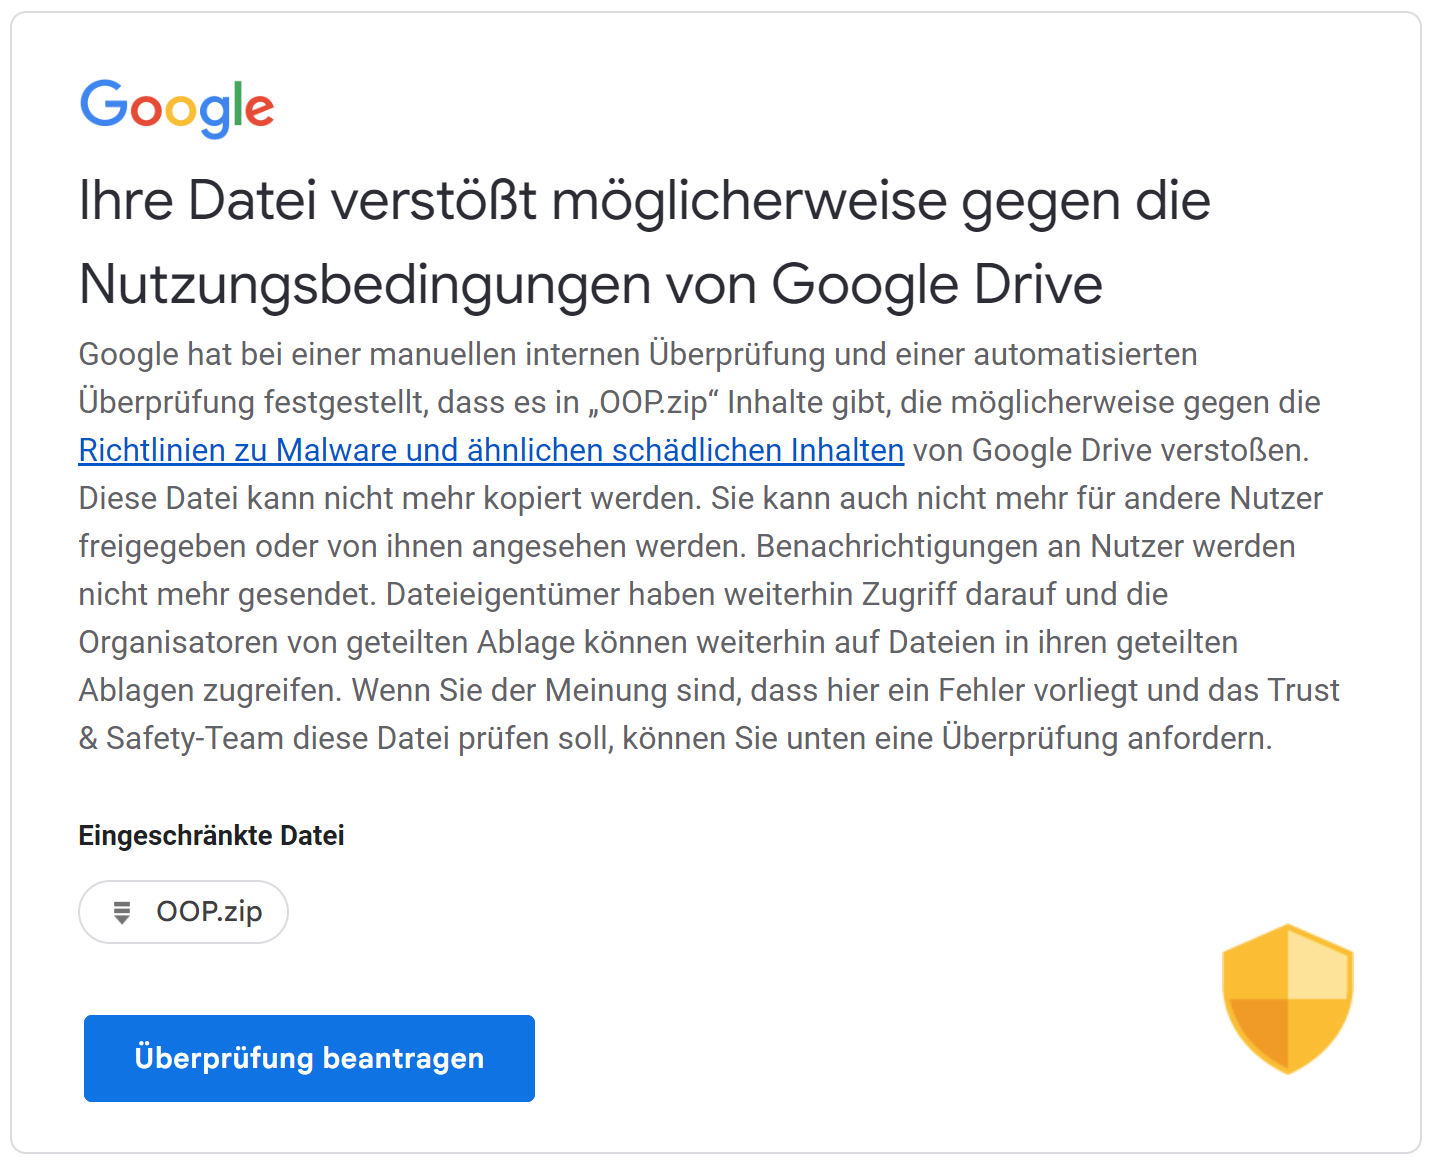 Google
Ihre Datei verstößt möglicherweise gegen die
Nutzungsbedingungen von Google Drive
Google hat bei einer manuellen internen Überprüfung und einer automatisierten
Überprüfung festgestellt, dass es in „OOP.zip“ Inhalte gibt, die möglicherweise gegen die
Richtlinien zu Malware und ähnlichen schädlichen Inhalten von Google Drive verstoßen.
Diese Datei kann nicht mehr kopiert werden. Sie kann auch nicht mehr für andere Nutzer
freigegeben oder von ihnen angesehen werden. Benachrichtigungen an Nutzer werden
nicht mehr gesendet. Dateieigentümer haben weiterhin Zugriff darauf und die
Organisatoren von geteilten Ablage können weiterhin auf Dateien in ihren geteilten
Ablagen zugreifen. Wenn Sie der Meinung sind, dass hier ein Fehler vorliegt und das Trust
& Safety-Team diese Datei prüfen soll, können Sie unten eine Überprüfung anfordern.
Eingeschränkte Datei
OOP.zip
Überprüfung beantragen